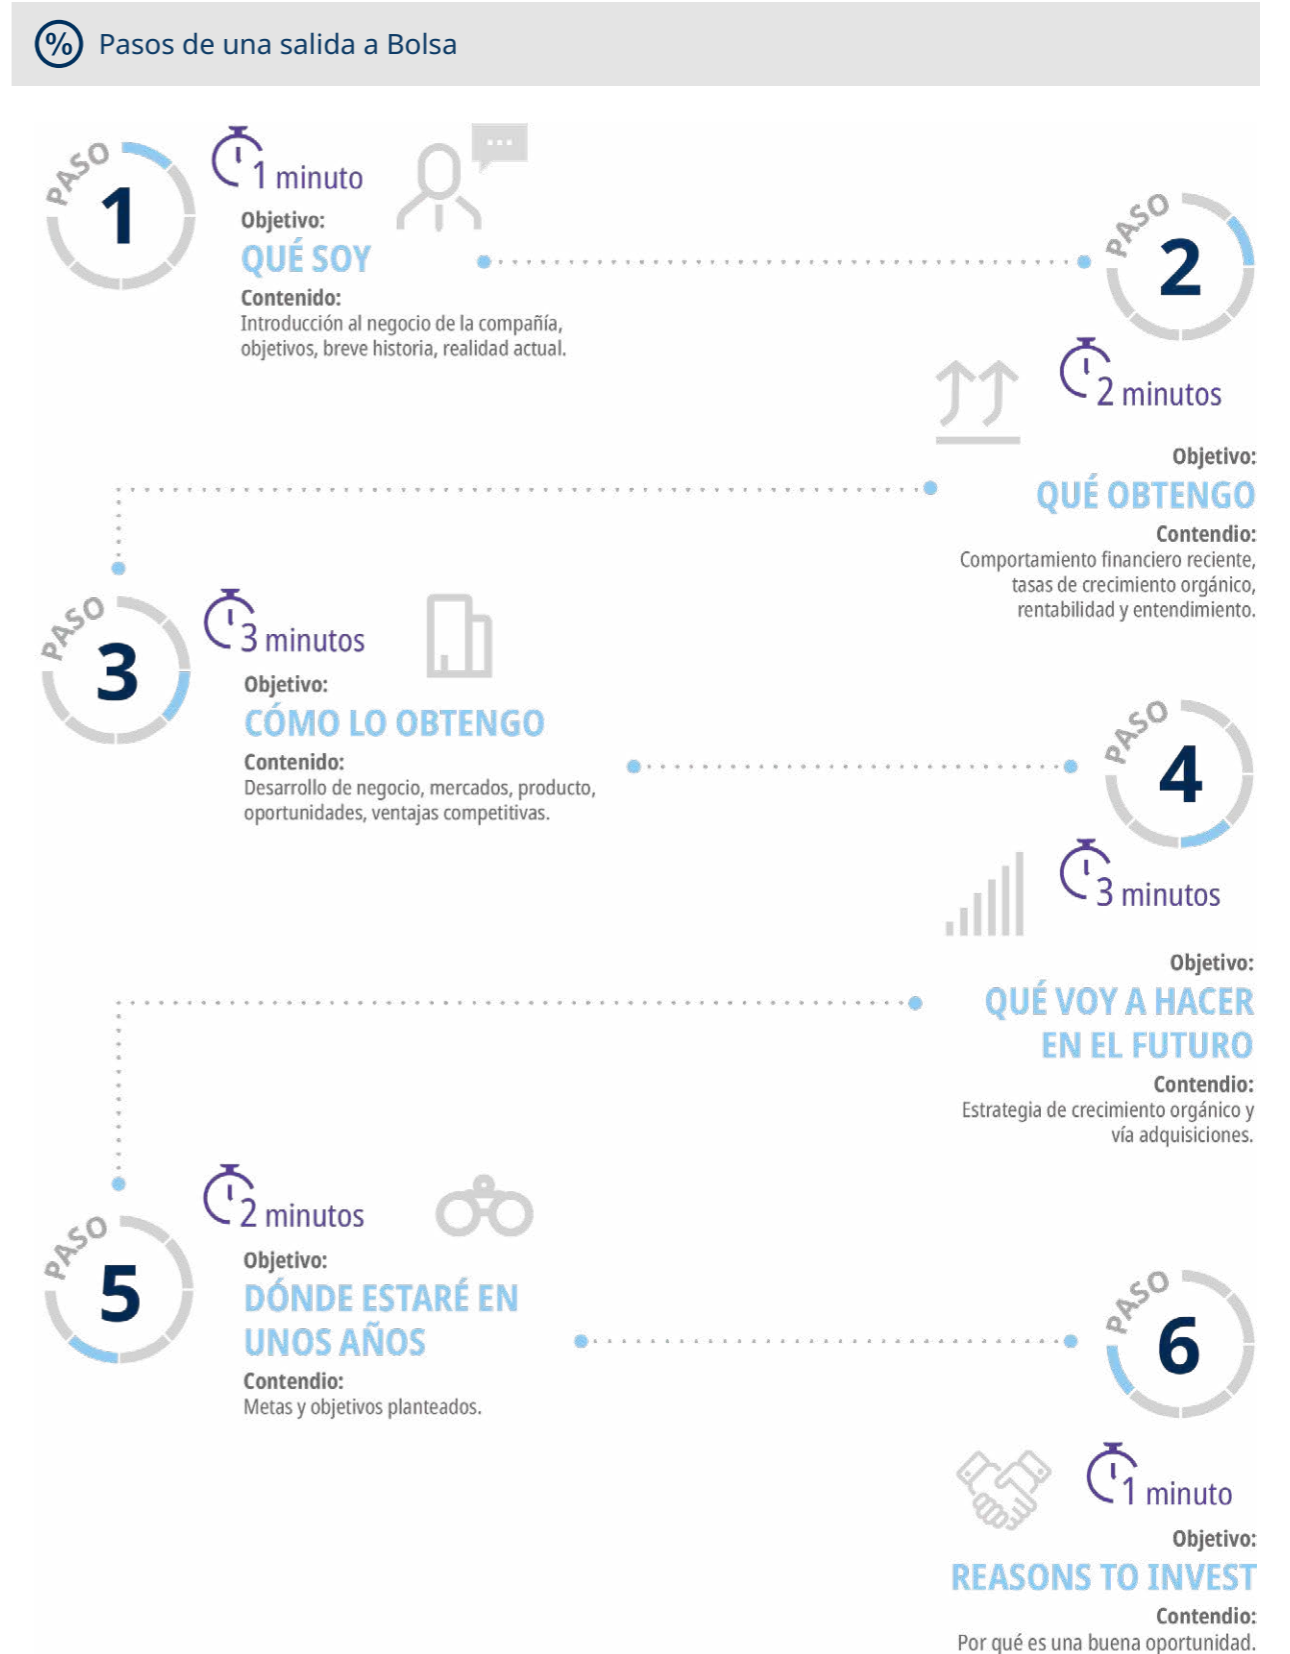 % Pasos de una salida a Bolsa
PASO
1
1 minuto
Objetivo:
QUÉ SOY
Contenido:
Introducción al negocio de la compañía,
objetivos, breve historia, realidad actual.
PASO
2
2 minutos
Objetivo:
QUÉ OBTENGO
Contendio:
Comportamiento financiero reciente,
tasas de crecimiento orgánico,
rentabilidad y entendimiento.
PASO
3
3 minutos
Objetivo:
CÓMO LO OBTENGO
Contenido:
Desarrollo de negocio, mercados, producto,
oportunidades, ventajas competitivas.
PASO
4
3 minutos
Objetivo:
QUÉ VOY A HACER
EN EL FUTURO
Contendio:
Estrategia de crecimiento orgánico y
vía adquisiciones.
PASO
5
2 minutos
Objetivo:
DÓNDE ESTARÉ EN
UNOS AÑOS
Contendio:
Metas y objetivos planteados.
PASO
6
1 minuto
Objetivo:
REASONS TO INVEST
Contendio:
Por qué es una buena oportunidad.